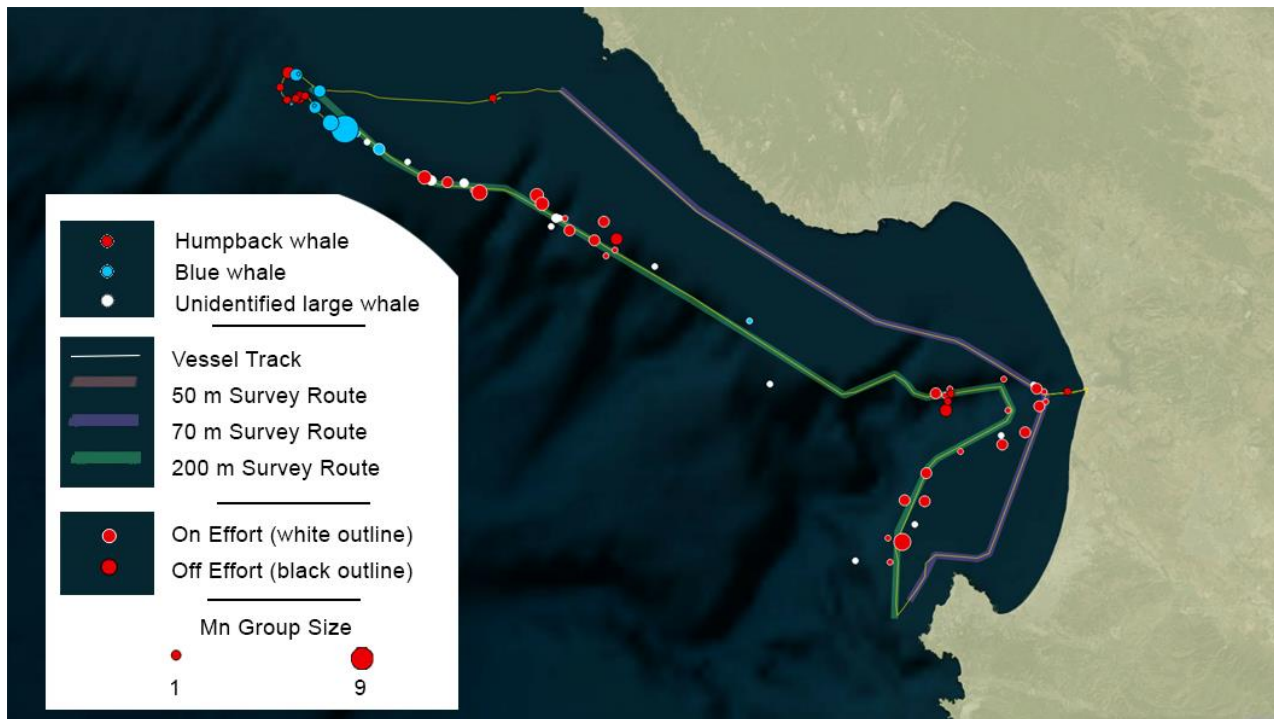 Humpback whale
Blue whale
Unidentified large whale
Vessel Track
50 m Survey Route
70 m Survey Route
200 m Survey Route
On Effort (white outline)
Off Effort (black outline)
Mn Group Size
1 9